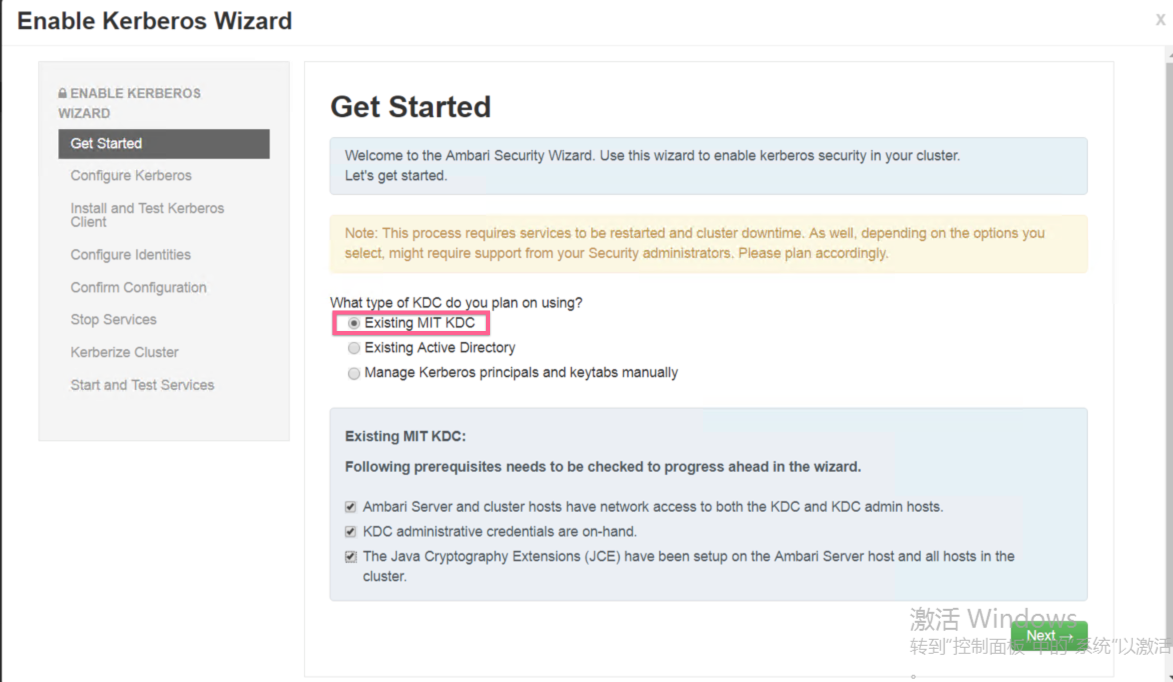 Enable Kerberos Wizard
x
ENABLE KERBEROS
WIZARD
Get Started
Configure Kerberos
Install and Test Kerberos
Client
Configure Identities
Confirm Configuration
Stop Services
Kerberize Cluster
Start and Test Services
Get Started
Welcome to the Ambari Security Wizard. Use this wizard to enable kerberos security in your cluster.
Let's get started.
Note: This process requires services to be restarted and cluster downtime. As well, depending on the options you
select, might require support from your Security administrators. Please plan accordingly.
What type of KDC do you plan on using?
Existing MIT KDC
Existing Active Directory
Manage Kerberos principals and keytabs manually
Existing MIT KDC:
Following prerequisites needs to be checked to progress ahead in the wizard.
Ambari Server and cluster hosts have network access to both the KDC and KDC admin hosts.
KDC administrative credentials are on-hand.
The Java Cryptography Extensions (JCE) have been setup on the Ambari Server host and all hosts in the
cluster.
激活 Windows
Next →
转到"控制面板"中的"系统"以激活